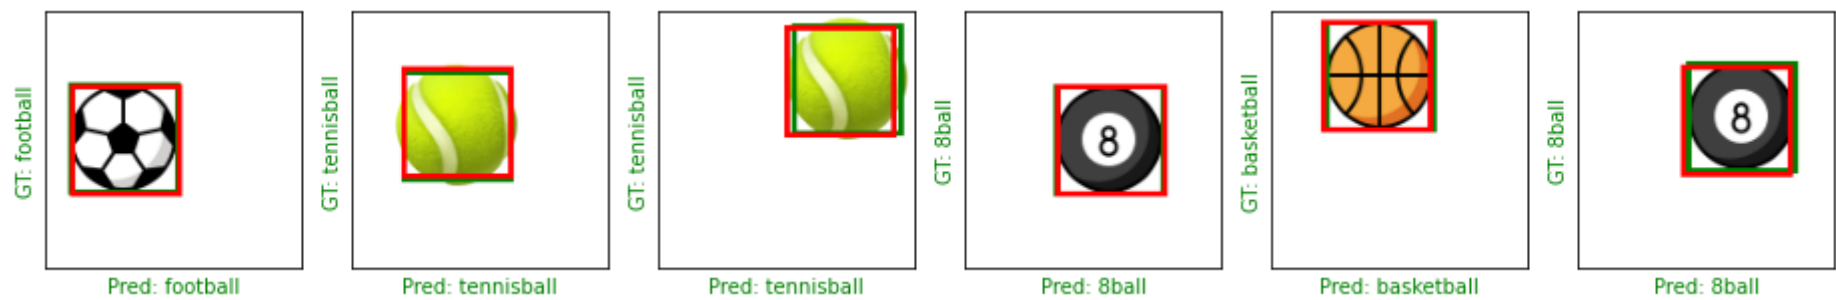 GT: football
Pred: football
GT: tennisball
Pred: tennisball
GT: tennisball
Pred: tennisball
GT: 8ball
8
Pred: 8ball
GT: basketball
Pred: basketball
GT: 8ball
8
Pred: 8ball